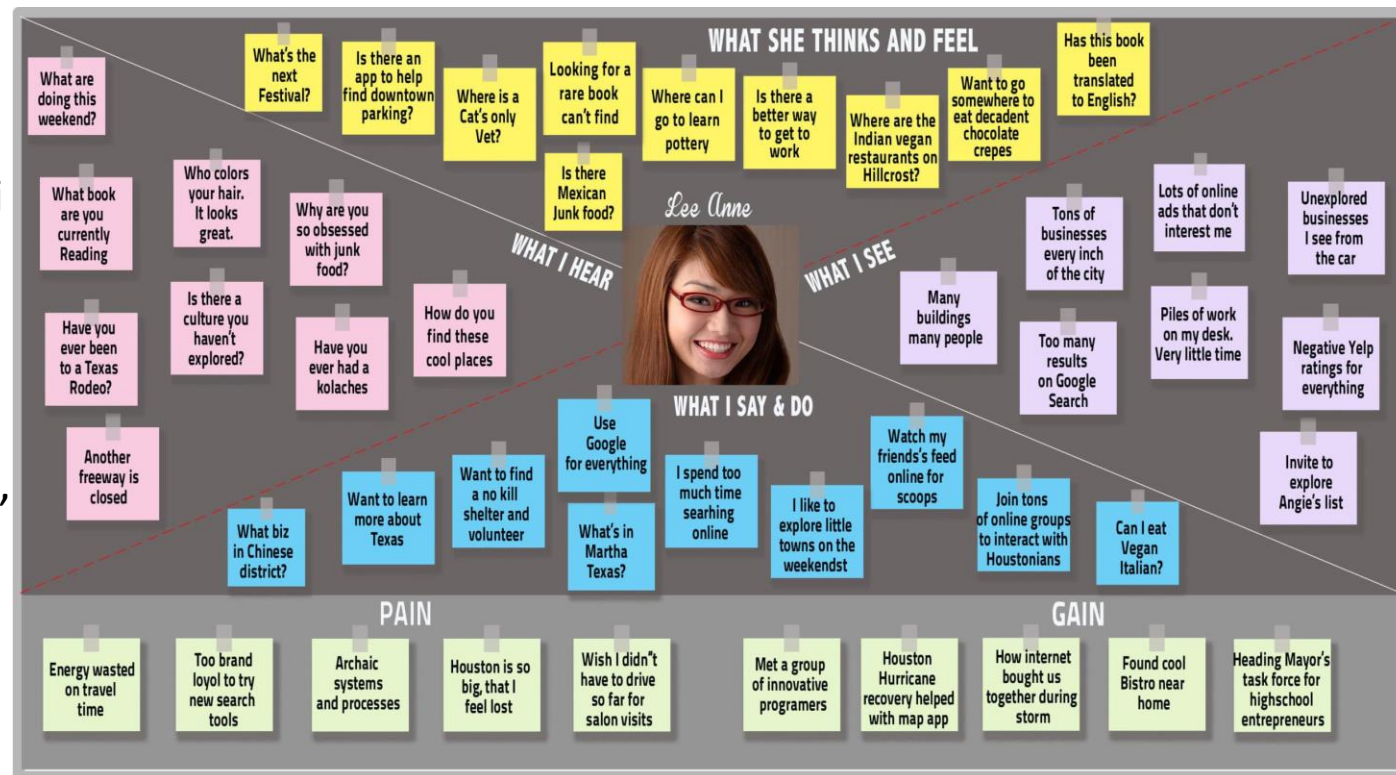 WHAT SHE THINKS AND FEEL
What's the
next
Festival?
Is there an
app to help
find downtown
parking?
Where is a
Cat's only
Vet?
Looking for a
rare book
can't find
Is there
Mexican
Junk food?
Where can I
go to learn
pottery
Is there a
better way
to get to
work
Where are the
Indian vegan
restaurants on
Hillcrost?
Want to go
somewhere to
eat decadent
chocolate
crepes
Has this book
been
translated
to English?
WHAT I HEAR
What are
doing this
weekend?
What book
are you
currently
Reading
Who colors
your hair.
It looks
great.
Why are you
so obsessed
with junk
food?
Have you
ever been
to a Texas
Rodeo?
Is there a
culture you
haven't
explored?
Have you
ever had a
kolaches
How do you
find these
cool places
Another
freeway is
closed
Lee Anne
WHAT I SEE
Many
buildings
many people
Tons of
businesses
every inch
of the city
Lots of online
ads that don't
interest me
Unexplored
businesses
I see from
the car
Too many
results
on Google
Search
Piles of work
on my desk.
Very little time
Negative Yelp
ratings for
everything
Invite to
explore
Angie's list
WHAT I SAY & DO
What biz
in Chinese
district?
Want to learn
more about
Texas
Want to find
a no kill
shelter and
volunteer
Use
Google
for everything
What's in
Martha
Texas?
I spend too
much time
searhing
online
I like to
explore little
towns on the
weekendst
Watch my
friends's feed
online for
scoops
Join tons
of online groups
to interact with
Houstonians
Can I eat
Vegan
Italian?
PAIN
Energy wasted
on travel
time
Too brand
loyol to try
new search
tools
Archaic
systems
and processes
Houston is so
big, that I
feel lost
Wish I didn"t
have to drive
so far for
salon visits
GAIN
Met a group
of innovative
programers
Houston
Hurricane
recovery helped
with map app
How internet
bought us
together during
storm
Found cool
Bistro near
home
Heading Mayor's
task force for
highschool
entrepreneurs